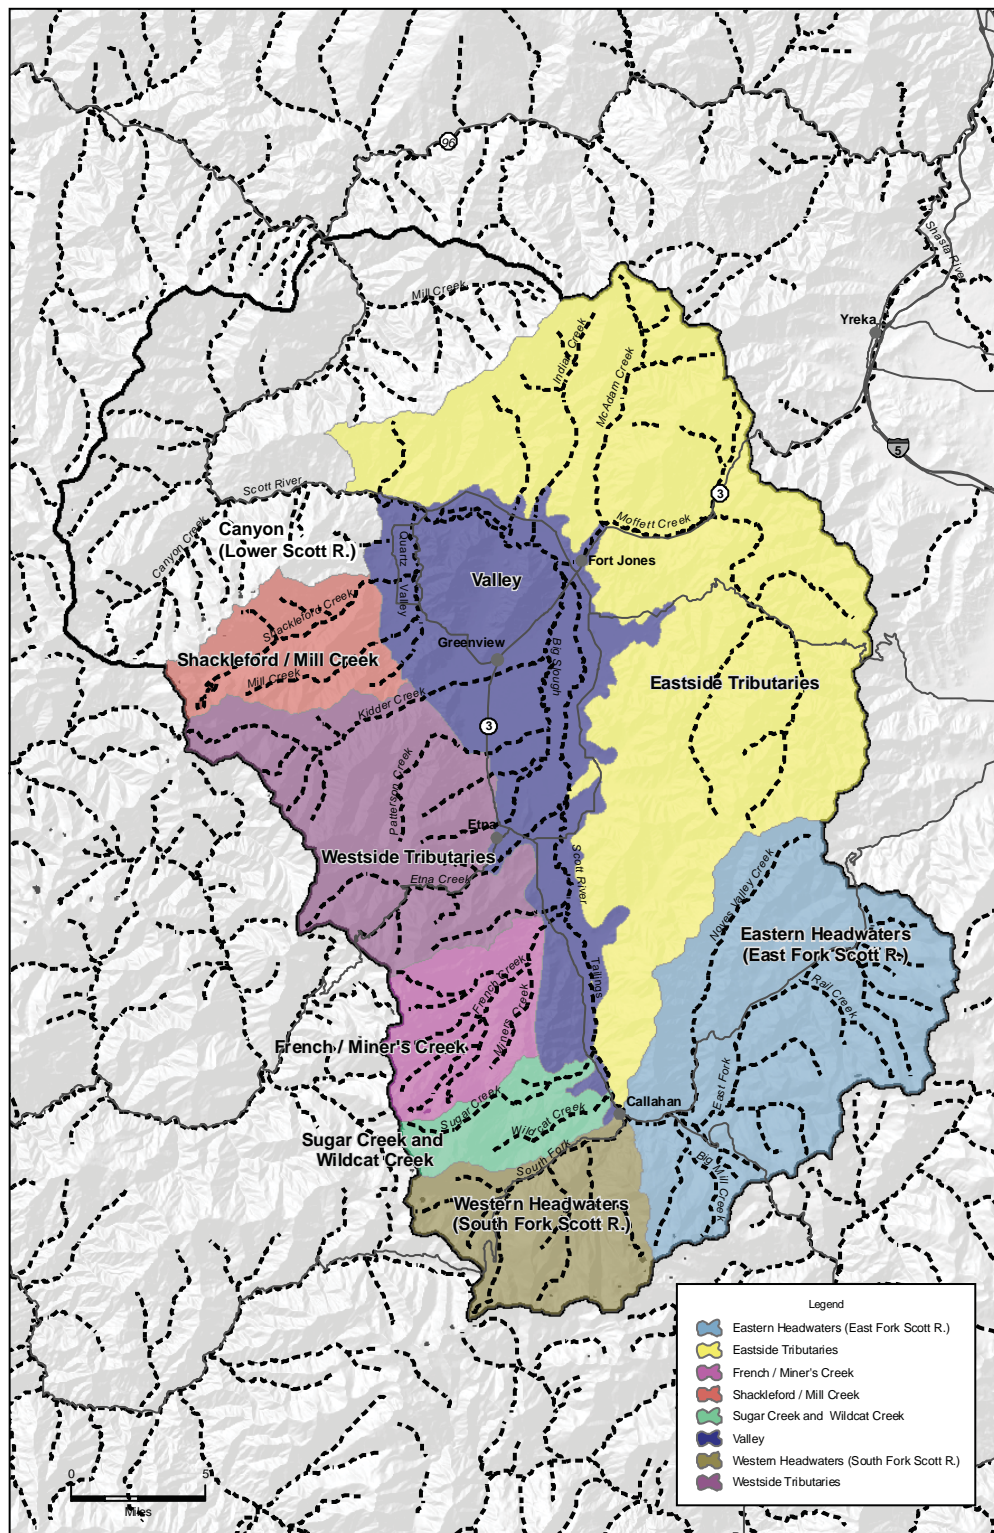 96
Shasta River
Mill Creek
Yreka
Indian Creek
McAdam Creek
5
Scott River
3
Canyon
(Lower Scott R.)
Moffett Creek
Canyon Creek
Quartz Valley
Fort Jones
Valley
Shackleford Creek
Greenview
Big Slough
Shackleford / Mill Creek
Mill Creek
Eastside Tributaries
Kidder Creek
3
Patterson Creek
Etna
Westside Tributaries
Etna Creek
Scott River
Noyes Valley Creek
Eastern Headwaters
(East Fork Scott R.)
French Creek
Tailings
Rail Creek
Miners Creek
French / Miner's Creek
East Fork
Sugar Creek
Callahan
Wildcat Creek
Sugar Creek and
Wildcat Creek
South Fork
Big Mill Creek
Western Headwaters
(South Fork Scott R.)
Legend
Eastern Headwaters (East Fork Scott R.)
Eastside Tributaries
French / Miner's Creek
Shackleford / Mill Creek
Sugar Creek and Wildcat Creek
Valley
Western Headwaters (South Fork Scott R.)
Westside Tributaries
0 5
Miles